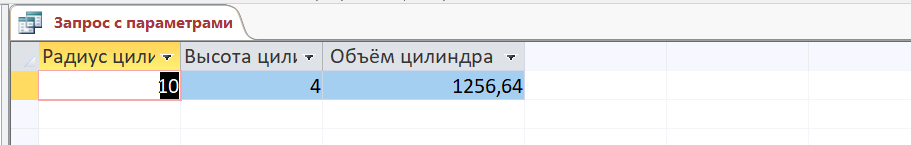 Запрос с параметрами
Радиус цили Высота цили Объём цилиндра
10 4 1256,64